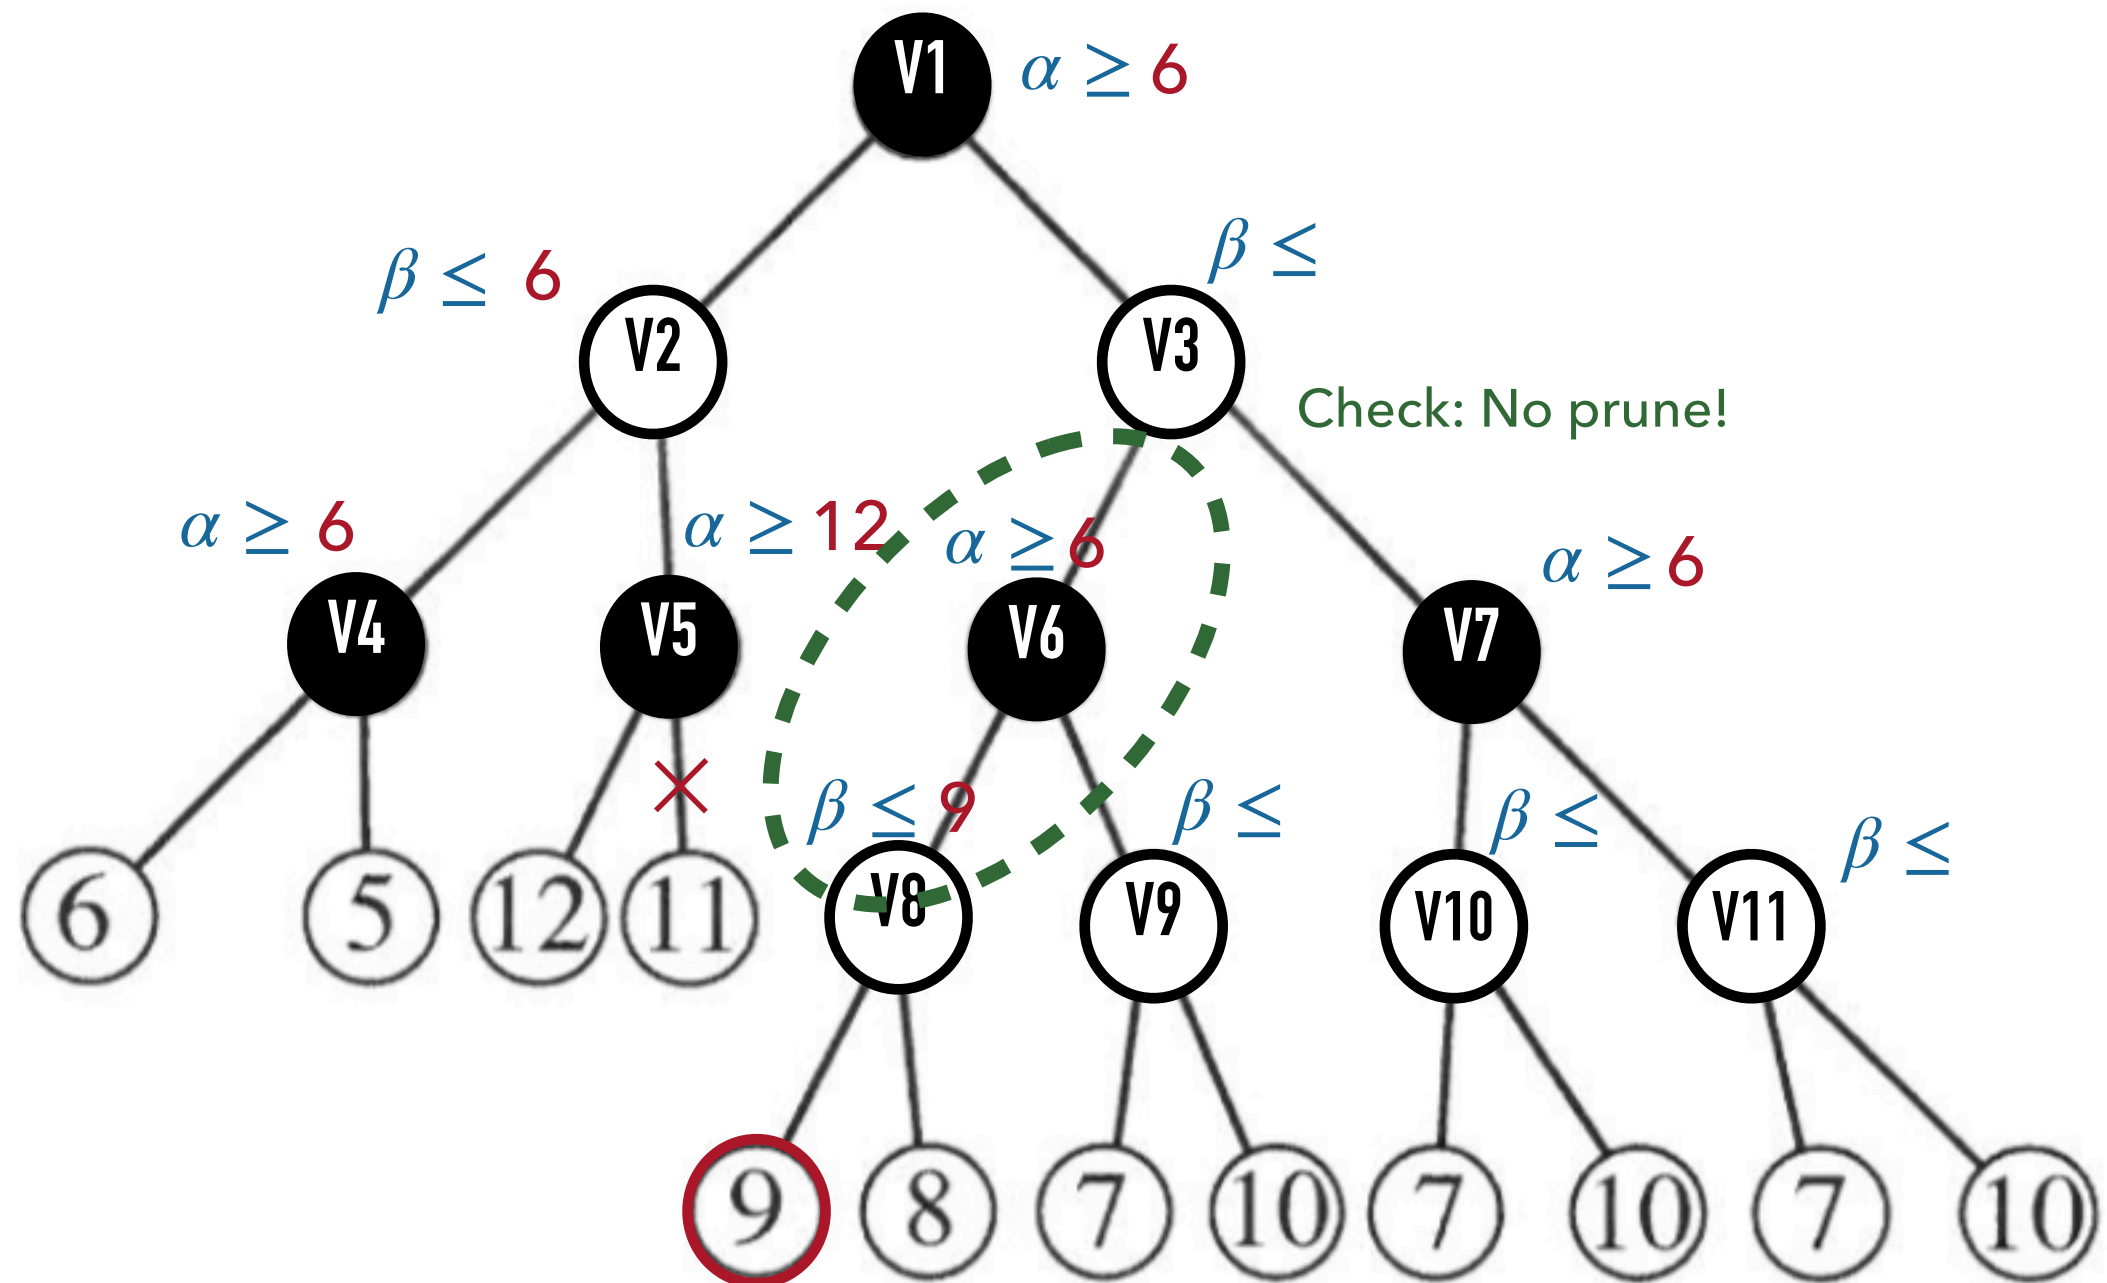 V1
α ≥ 6
β ≤
β ≤ 6
V2
V3
Check: No prune!
α ≥ 6
α ≥ 12
α ≥ 6
α ≥ 6
V4
V5
V6
V7
β ≤ 9
β ≤
β ≤
β ≤
6
5
12
11
V8
V9
V10
V11
9
8
7
10
7
10
7
10